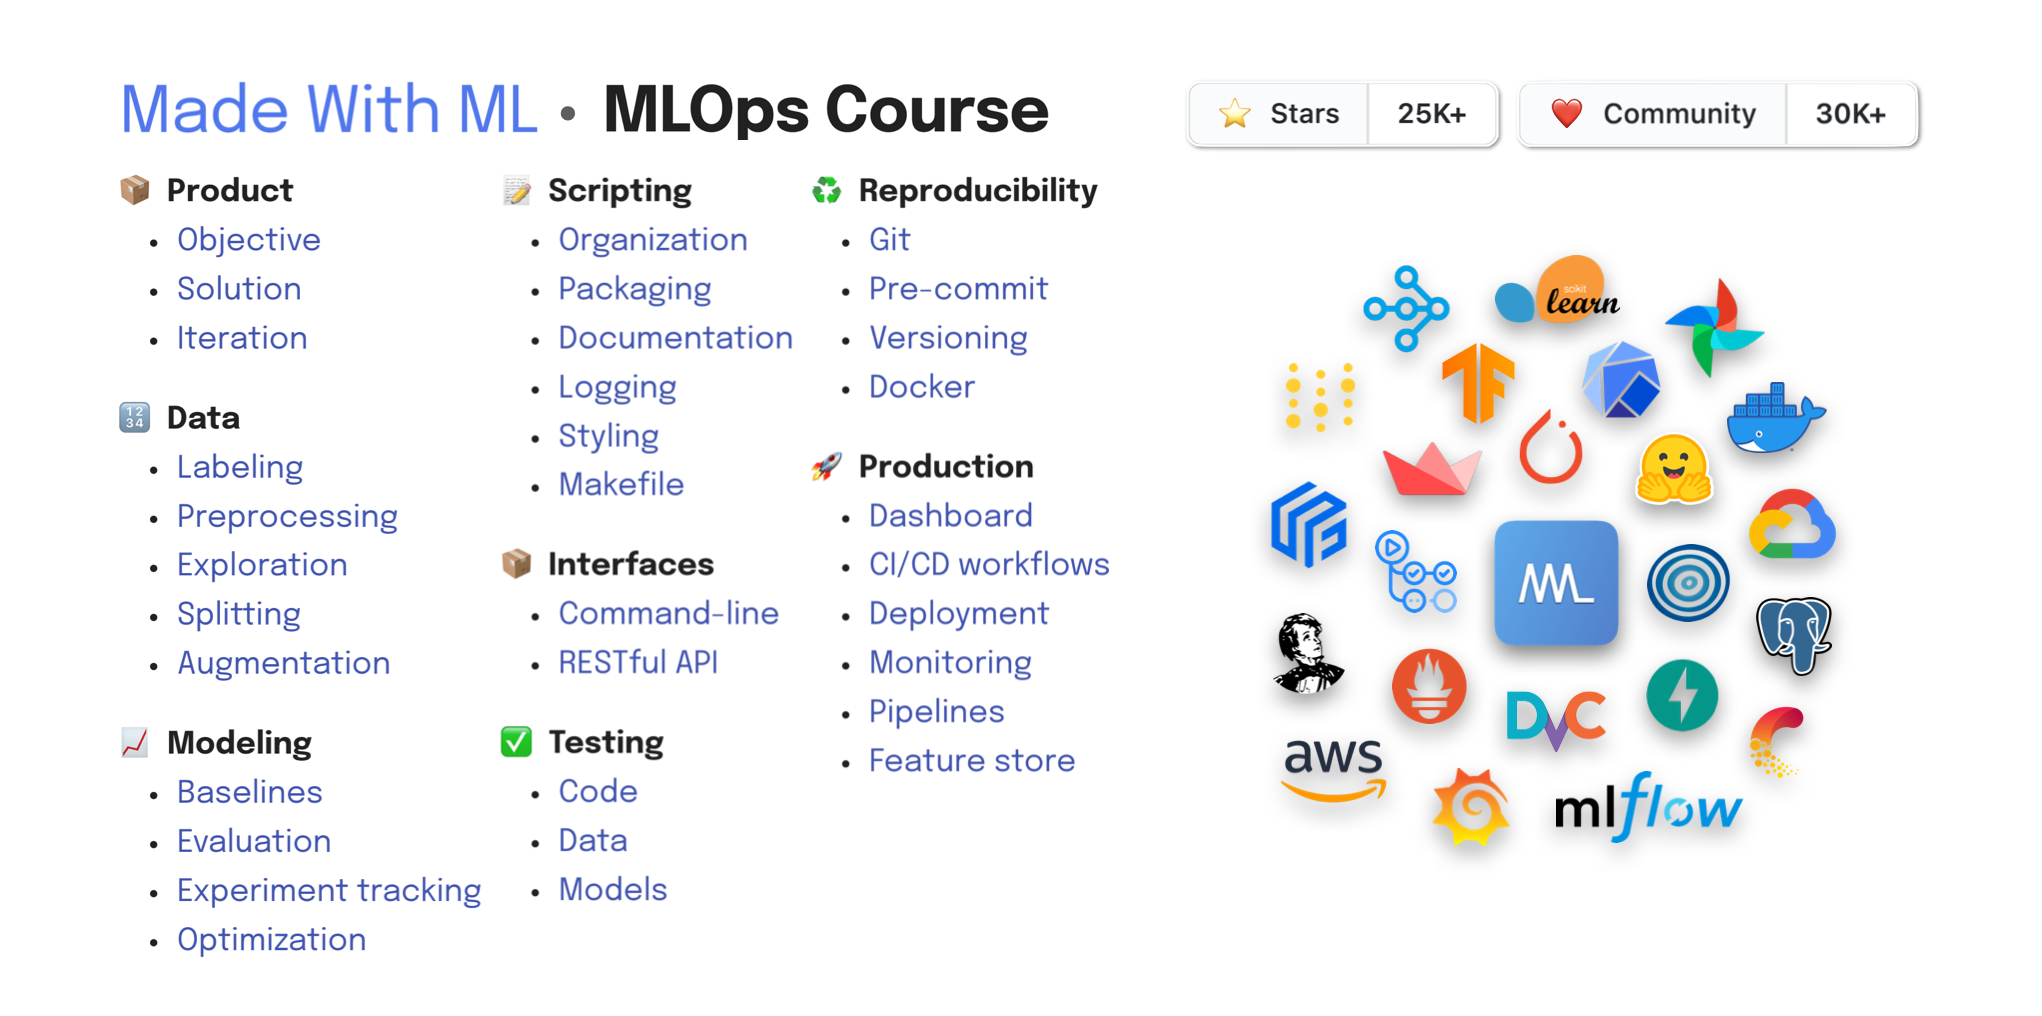 Made With ML • MLOps Course
⭐ Stars 25K+
❤️ Community 30K+
📦 Product
• Objective
• Solution
• Iteration
🔢 Data
• Labeling
• Preprocessing
• Exploration
• Splitting
• Augmentation
📈 Modeling
• Baselines
• Evaluation
• Experiment tracking
• Optimization
📝 Scripting
• Organization
• Packaging
• Documentation
• Logging
• Styling
• Makefile
📦 Interfaces
• Command-line
• RESTful API
✅ Testing
• Code
• Data
• Models
♻️ Reproducibility
• Git
• Pre-commit
• Versioning
• Docker
🚀 Production
• Dashboard
• CI/CD workflows
• Deployment
• Monitoring
• Pipelines
• Feature store
scikit
learn
ML
DVC
aws
mlflow